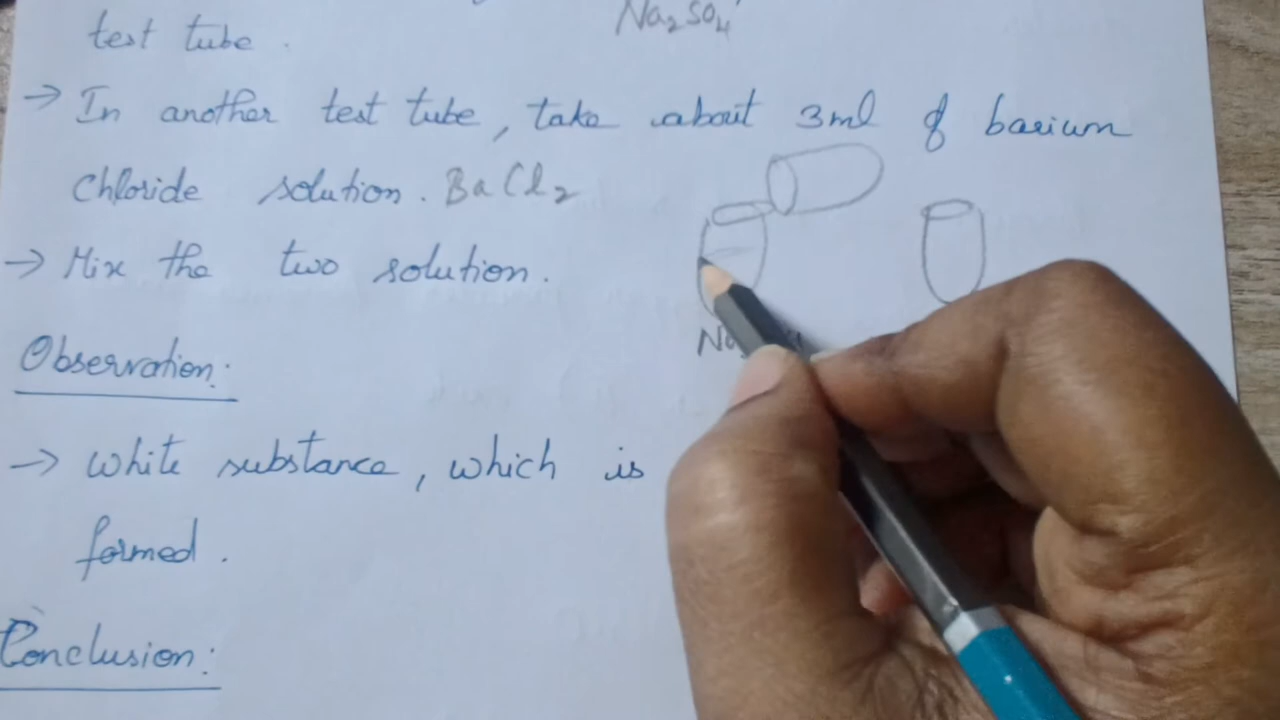 Na₂SO₄
test tube.
→ In another test tube, take about 3ml of barium
Chloride solution. BaCl₂
→ Mix the two solution.
Na
Observation:
→ White substance, which is
formed.
Conclusion: